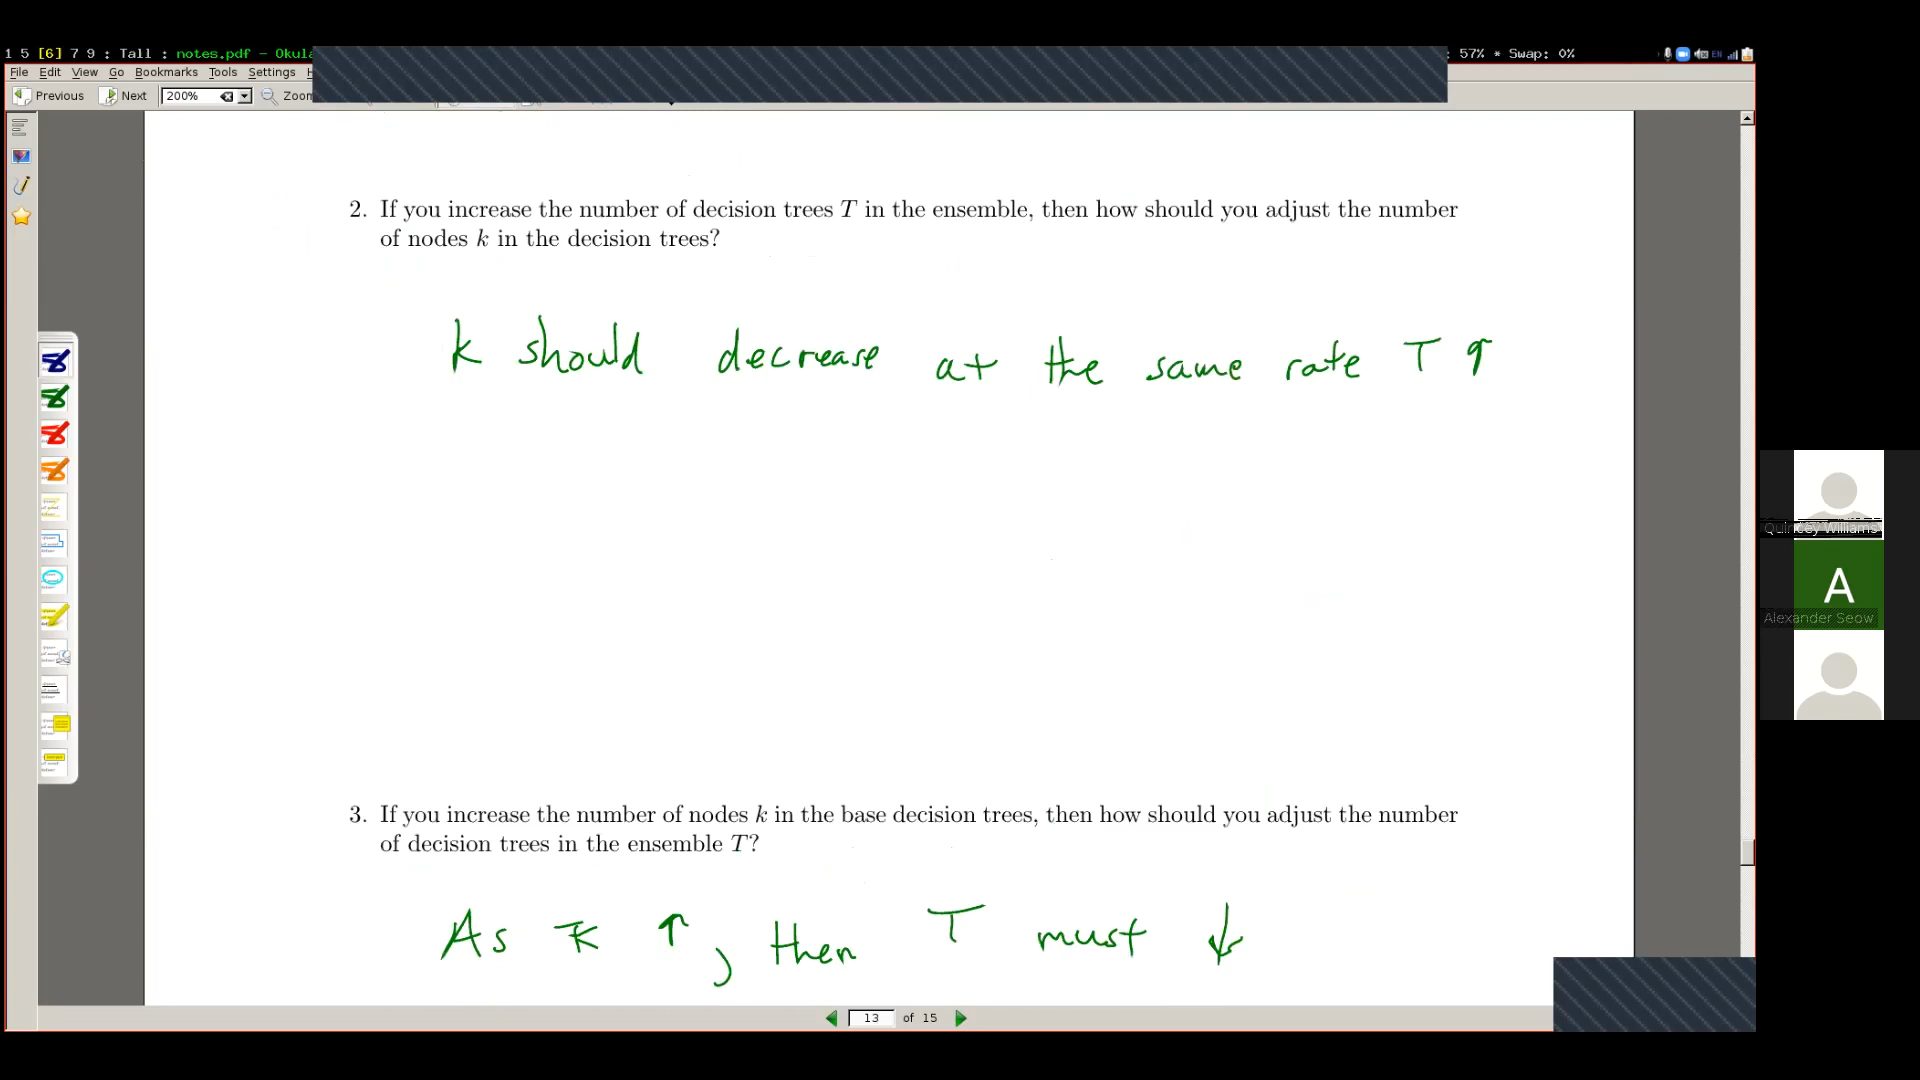 1 5 [6] 7 9 : Tall : notes.pdf – Okula
: 57% * Swap: 0%
EN
File Edit View Go Bookmarks Tools Settings H
Previous Next 200% Zoom
2. If you increase the number of decision trees T in the ensemble, then how should you adjust the number
of nodes k in the decision trees?
k should decrease at the same rate T ↑
Quincey Williams
A
Alexander Seow
3. If you increase the number of nodes k in the base decision trees, then how should you adjust the number
of decision trees in the ensemble T?
As k ↑, then T must ↓
13 of 15